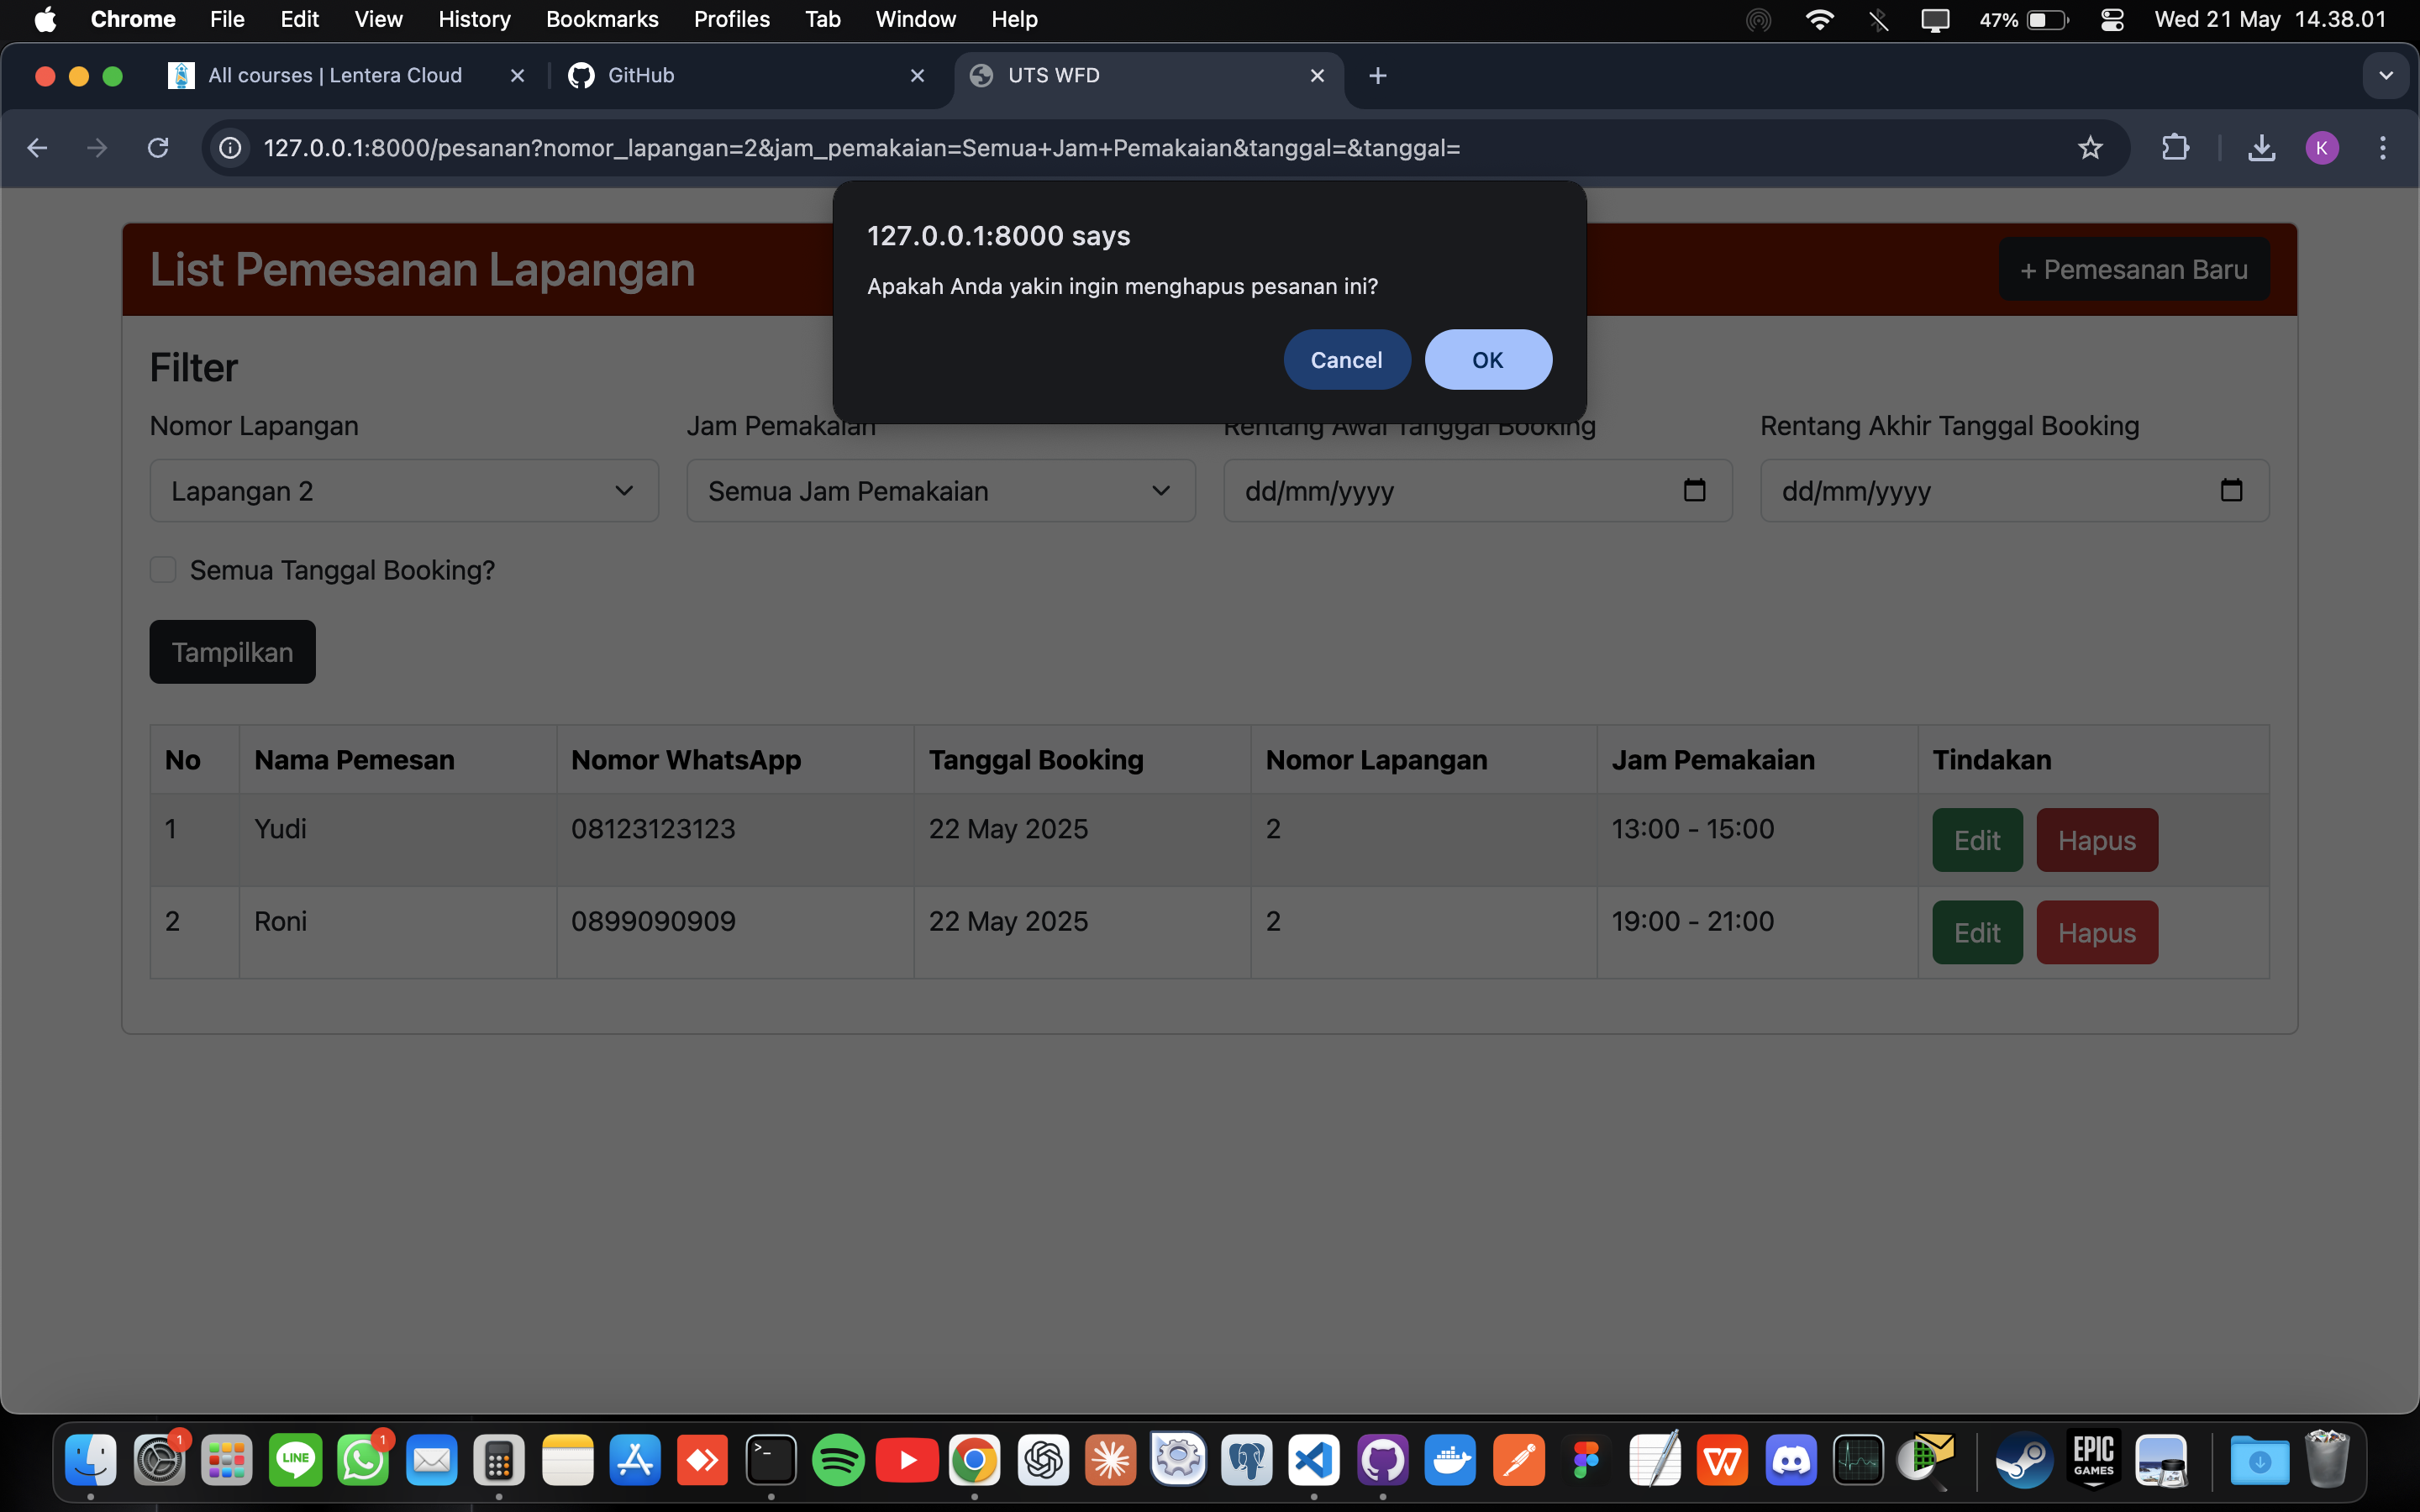 Chrome File Edit View History Bookmarks Profiles Tab Window Help 47% Wed 21 May 14.38.01
All courses | Lentera Cloud GitHub UTS WFD
127.0.0.1:8000/pesanan?nomor_lapangan=2&jam_pemakaian=Semua+Jam+Pemakaian&tanggal=&tanggal= K
127.0.0.1:8000 says
Apakah Anda yakin ingin menghapus pesanan ini?
Cancel OK
List Pemesanan Lapangan + Pemesanan Baru
Filter
Nomor Lapangan Jam Pemakaian Rentang Awal Tanggal Booking Rentang Akhir Tanggal Booking
Lapangan 2 Semua Jam Pemakaian dd/mm/yyyy dd/mm/yyyy
Semua Tanggal Booking?
Tampilkan
No Nama Pemesan Nomor WhatsApp Tanggal Booking Nomor Lapangan Jam Pemakaian Tindakan
1 Yudi 08123123123 22 May 2025 2 13:00 - 15:00 Edit Hapus
2 Roni 0899090909 22 May 2025 2 19:00 - 21:00 Edit Hapus
1 LINE 1 EPIC
GAMES